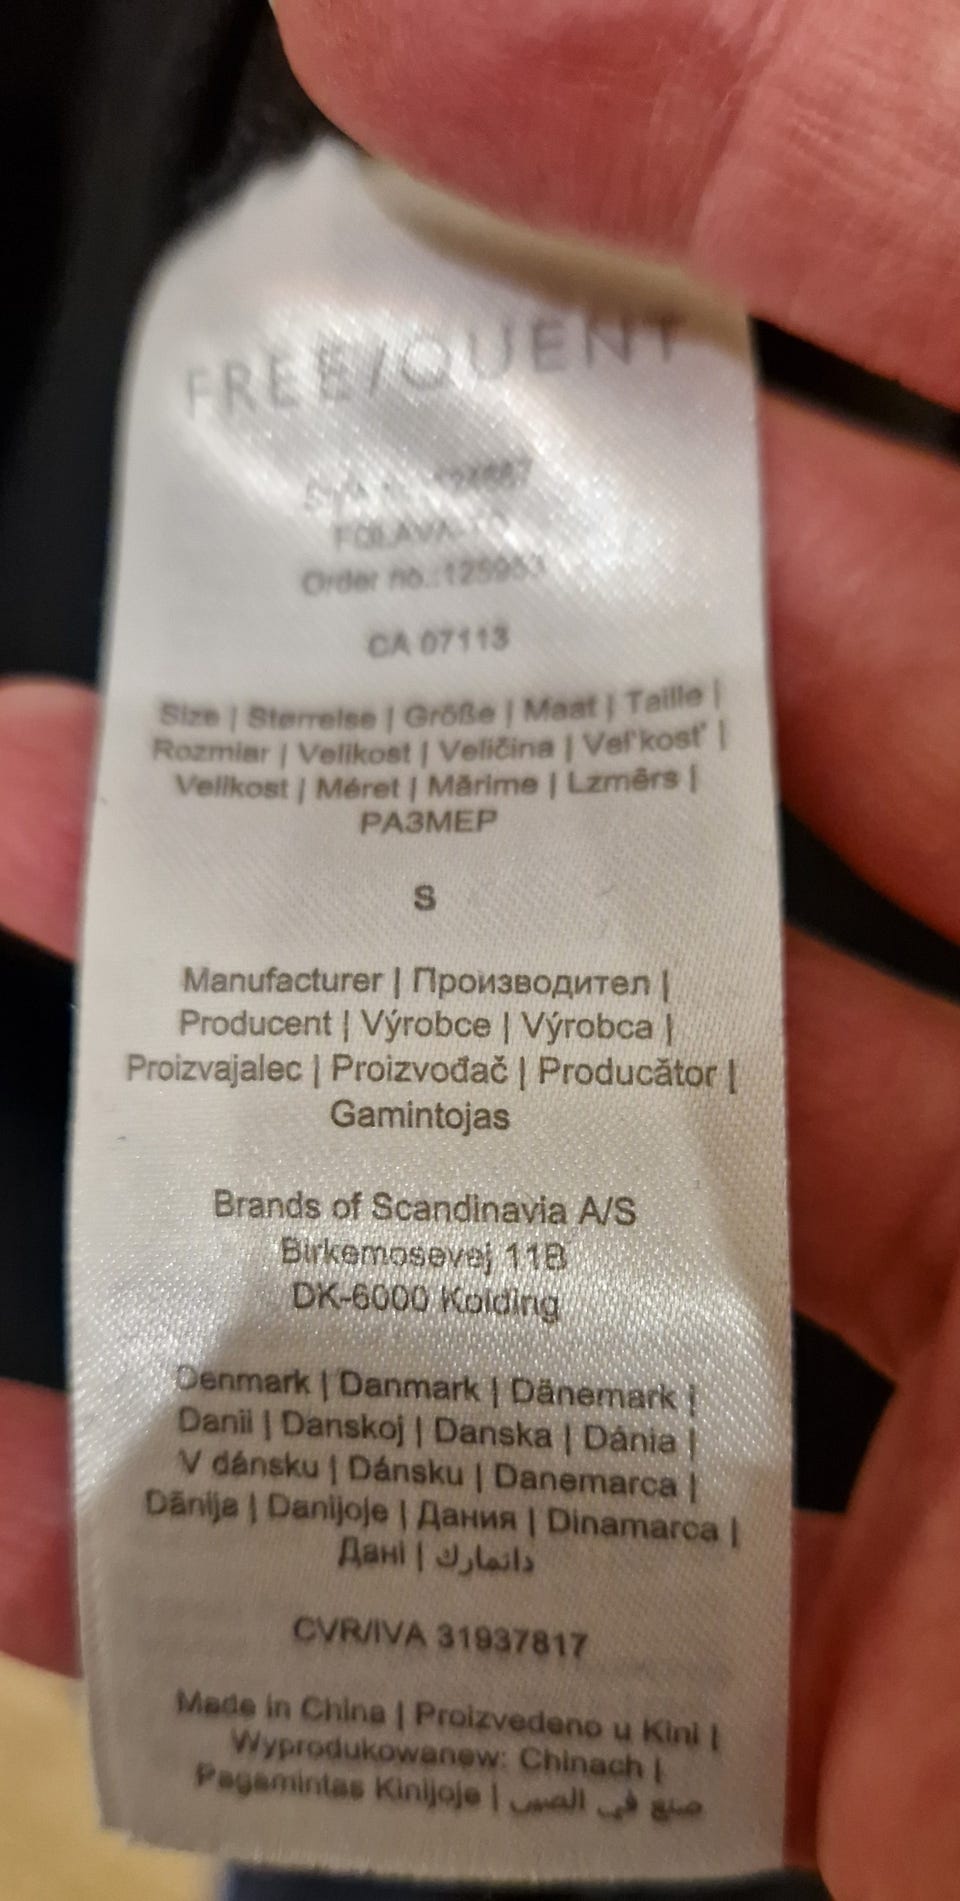 FREE/QUENT
Order no.:
CA 07113
Size | Størrelse | Größe | Maat | Taille |
Rozmiar | Velikost | Veličina | Veľkosť |
Velikost | Méret | Mărime | Lzmērs |
РАЗМЕР
S
Manufacturer | Производител |
Producent | Výrobce | Výrobca |
Proizvajalec | Proizvođač | Producător |
Gamintojas
Brands of Scandinavia A/S
Birkemosevej 11B
DK-6000 Kolding
Denmark | Danmark | Dänemark |
Danii | Danskoj | Danska | Dánia |
V dánsku | Dánsku | Danemarca |
Dānija | Danijoje | Дания | Dinamarca |
Данi | دانمارك
CVR/IVA 31937817
Made in China | Proizvedeno u Kini |
Wyprodukowanew: Chinach |
Pagamintas Kinijoje | صنع في